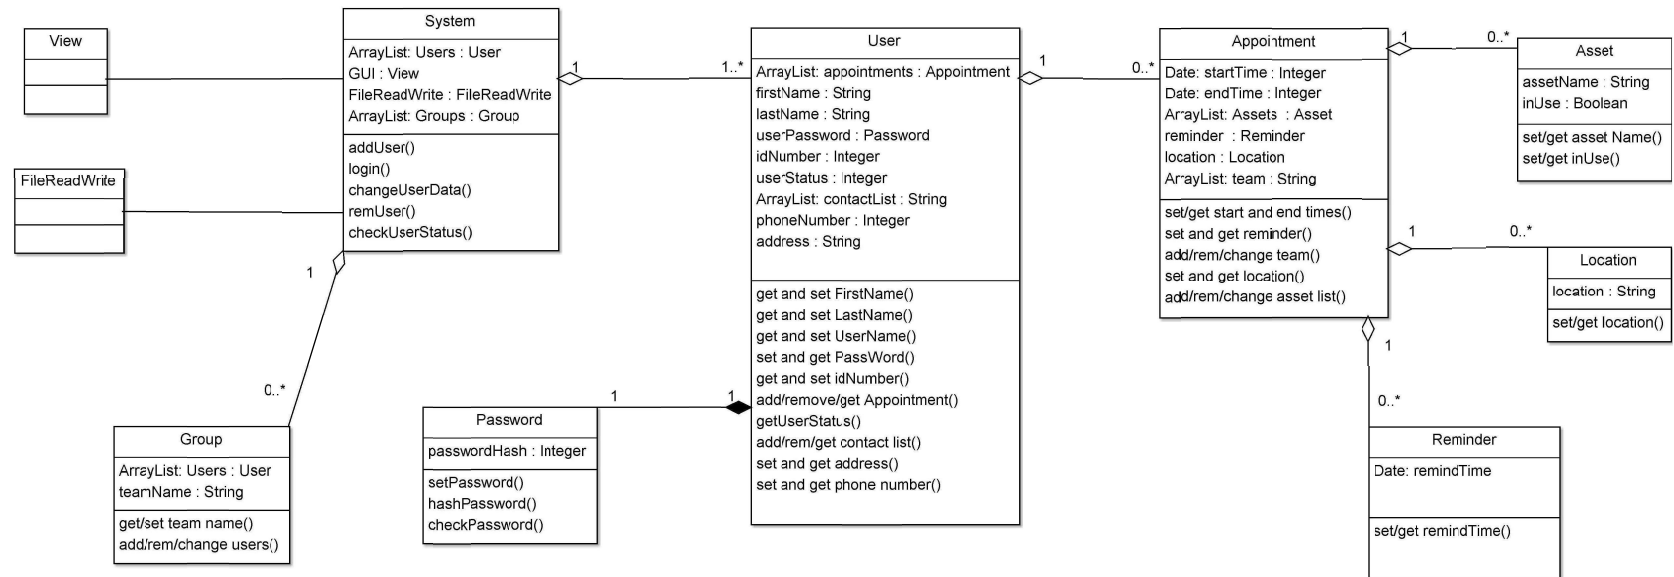 View
System
ArrayList: Users : User
GUI : View
FileReadWrite : FileReadWrite
ArrayList: Groups : Group
addUser()
login()
changeUserData()
remUser()
checkUserStatus()
FileReadWrite
1
1..*
1
0..*
Group
ArrayList: Users : User
teamName : String
get/set team name()
add/rem/change users()
Password
passwordHash : Integer
setPassword()
hashPassword()
checkPassword()
1
1
User
ArrayList: appointments : Appointment
firstName : String
lastName : String
userPassword : Password
idNumber : Integer
userStatus : Integer
ArrayList: contactList : String
phoneNumber : Integer
address : String
get and set FirstName()
get and set LastName()
get and set UserName()
set and get PassWord()
get and set idNumber()
add/remove/get Appointment()
getUserStatus()
add/rem/get contact list()
set and get address()
set and get phone number()
1
0..*
Appointment
Date: startTime : Integer
Date: endTime : Integer
ArrayList: Assets : Asset
reminder : Reminder
location : Location
ArrayList: team : String
set/get start and end times()
set and get reminder()
add/rem/change team()
set and get location()
add/rem/change asset list()
1
0..*
Asset
assetName : String
inUse : Boolean
set/get asset Name()
set/get inUse()
1
0..*
Location
location : String
set/get location()
1
0..*
Reminder
Date: remindTime
set/get remindTime()